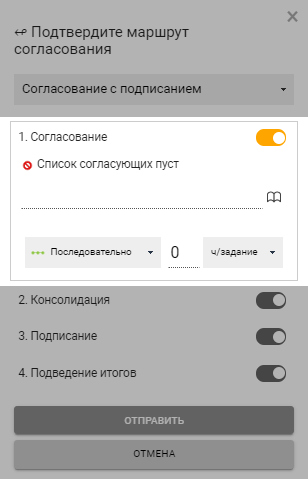 Подтвердите маршрут
согласования
Согласование с подписанием
1. Согласование
Список согласующих пуст
Последовательно
0
ч/задание
2. Консолидация
3. Подписание
4. Подведение итогов
ОТПРАВИТЬ
ОТМЕНА